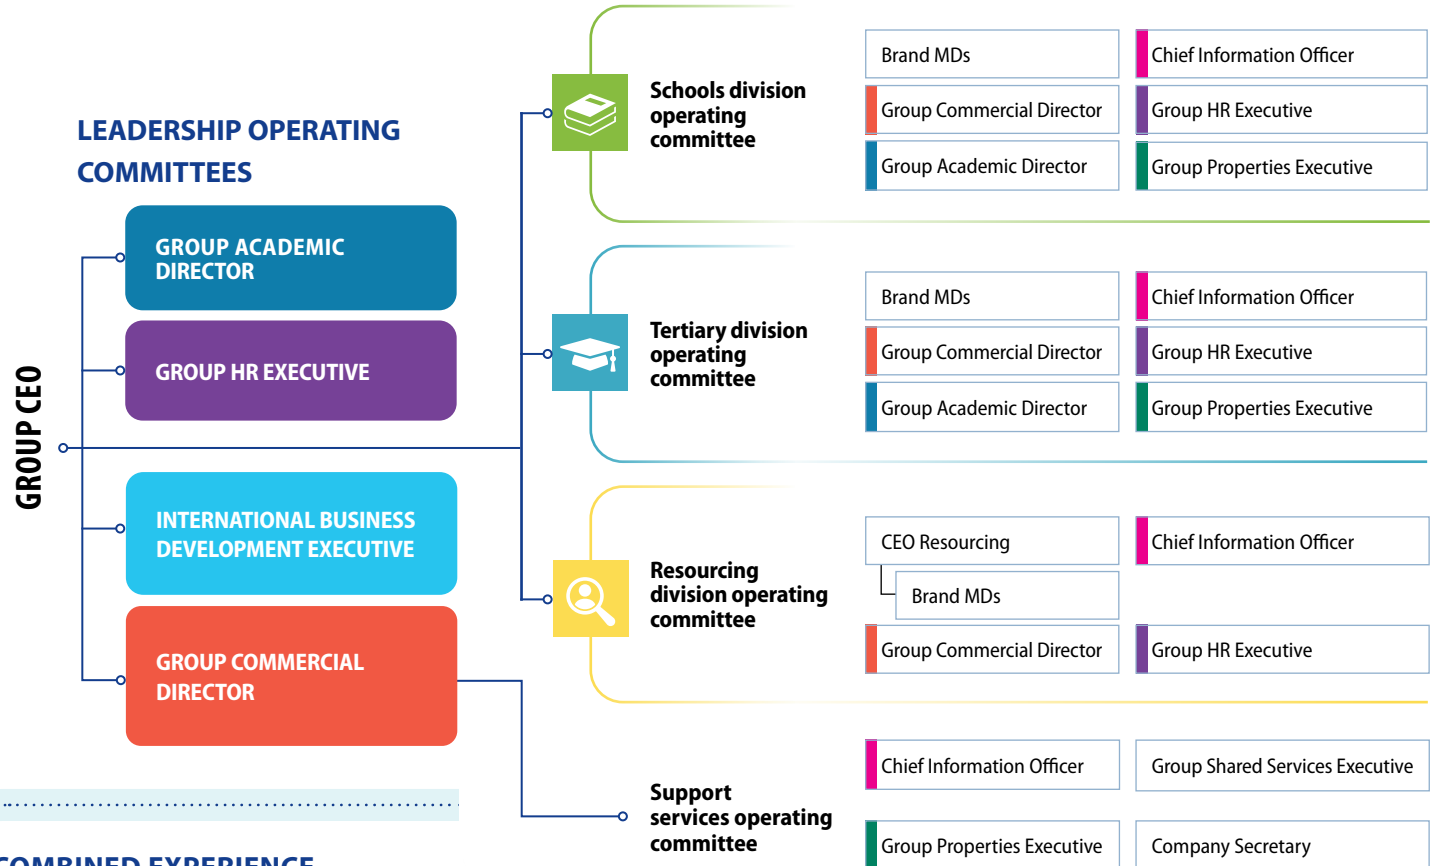 LEADERSHIP OPERATING
COMMITTEES
GROUP CEO
GROUP ACADEMIC
DIRECTOR
GROUP HR EXECUTIVE
INTERNATIONAL BUSINESS
DEVELOPMENT EXECUTIVE
GROUP COMMERCIAL
DIRECTOR
COMBINED EXPERIENCE
Schools division
operating
committee
Brand MDs
Chief Information Officer
Group Commercial Director
Group HR Executive
Group Academic Director
Group Properties Executive
Tertiary division
operating
committee
Brand MDs
Chief Information Officer
Group Commercial Director
Group HR Executive
Group Academic Director
Group Properties Executive
Resourcing
division operating
committee
CEO Resourcing
Chief Information Officer
Brand MDs
Group Commercial Director
Group HR Executive
Support
services operating
committee
Chief Information Officer
Group Shared Services Executive
Group Properties Executive
Company Secretary